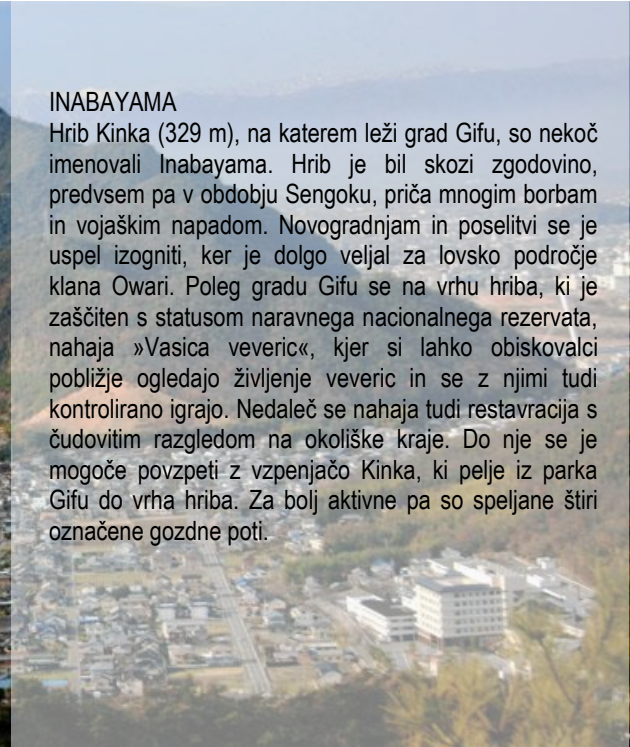 INABAYAMA
Hrib Kinka (329 m), na katerem leži grad Gifu, so nekoč
imenovali Inabayama. Hrib je bil skozi zgodovino,
predvsem pa v obdobju Sengoku, priča mnogim borbam
in vojaškim napadom. Novogradnjam in poselitvi se je
uspel izogniti, ker je dolgo veljal za lovsko področje
klana Owari. Poleg gradu Gifu se na vrhu hriba, ki je
zaščiten s statusom naravnega nacionalnega rezervata,
nahaja »Vasica veveric«, kjer si lahko obiskovalci
pobližje ogledajo življenje veveric in se z njimi tudi
kontrolirano igrajo. Nedaleč se nahaja tudi restavracija s
čudovitim razgledom na okoliške kraje. Do nje se je
mogoče povzpeti z vzpenjačo Kinka, ki pelje iz parka
Gifu do vrha hriba. Za bolj aktivne pa so speljane štiri
označene gozdne poti.